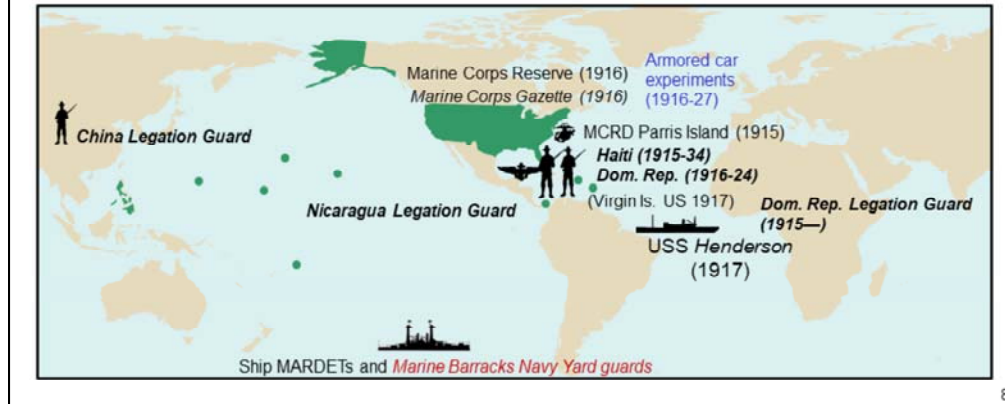 Marine Corps Reserve (1916)
Marine Corps Gazette (1916)
Armored car
experiments
(1916-27)
China Legation Guard
MCRD Parris Island (1915)
Haiti (1915-34)
Dom. Rep. (1916-24)
(Virgin Is. US 1917)
Nicaragua Legation Guard
Dom. Rep. Legation Guard
(1915—)
USS Henderson
(1917)
Ship MARDETs and Marine Barracks Navy Yard guards
8